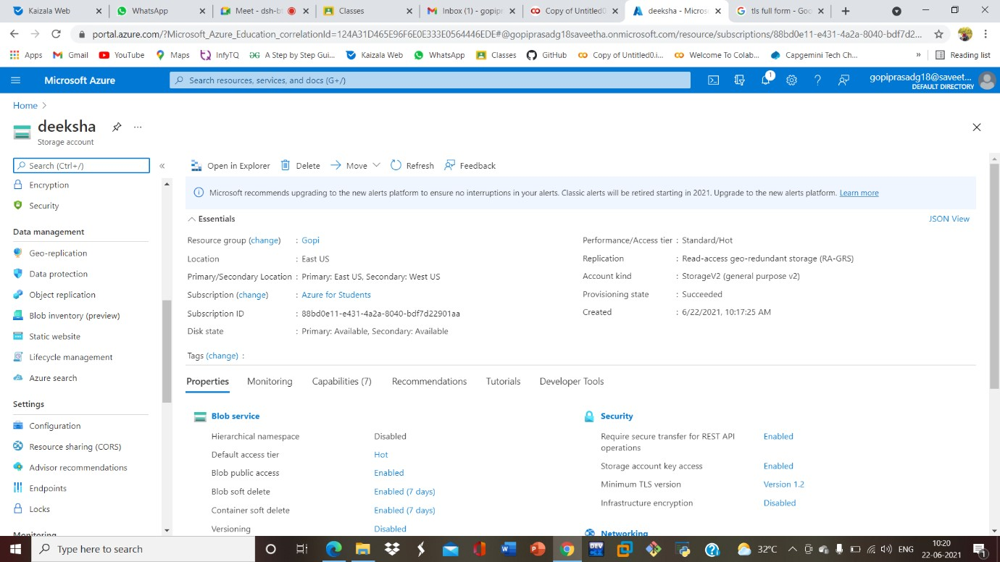 Kaizala Web
WhatsApp
Meet - dsh-b
Classes
Inbox (1) - gopipr
Copy of Untitled0
deeksha - Micros
tls full form - Goo
portal.azure.com/?Microsoft_Azure_Education_correlationId=124A31D465E96F6E0E333E0564446EDE#@gopiprasadg18saveetha.onmicrosoft.com/resource/subscriptions/88bd0e11-e431-4a2a-8040-bdf7d2...
Apps
Gmail
YouTube
Maps
InfyTQ
A Step by Step Gui...
Kaizala Web
WhatsApp
Classes
GitHub
Copy of Untitled0.i...
Welcome To Colab...
Capgemini Tech Ch...
»
Reading list
Microsoft Azure
Search resources, services, and docs (G+/)
1
gopiprasadg18@saveet...
DEFAULT DIRECTORY
Home >
deeksha
...
Storage account
Search (Ctrl+/)
«
Open in Explorer
Delete
Move
Refresh
Feedback
Encryption
Security
Data management
Geo-replication
Data protection
Object replication
Blob inventory (preview)
Static website
Lifecycle management
Azure search
Settings
Configuration
Resource sharing (CORS)
Advisor recommendations
Endpoints
Locks
Monitoring
Microsoft recommends upgrading to the new alerts platform to ensure no interruptions in your alerts. Classic alerts will be retired starting in 2021. Upgrade to the new alerts platform. Learn more
Essentials
JSON View
Resource group (change) : Gopi
Location : East US
Primary/Secondary Location : Primary: East US, Secondary: West US
Subscription (change) : Azure for Students
Subscription ID : 88bd0e11-e431-4a2a-8040-bdf7d22901aa
Disk state : Primary: Available, Secondary: Available
Performance/Access tier : Standard/Hot
Replication : Read-access geo-redundant storage (RA-GRS)
Account kind : StorageV2 (general purpose v2)
Provisioning state : Succeeded
Created : 6/22/2021, 10:17:25 AM
Tags (change) :
Properties
Monitoring
Capabilities (7)
Recommendations
Tutorials
Developer Tools
Blob service
Hierarchical namespace Disabled
Default access tier Hot
Blob public access Enabled
Blob soft delete Enabled (7 days)
Container soft delete Enabled (7 days)
Versioning Disabled
Security
Require secure transfer for REST API Enabled
operations
Storage account key access Enabled
Minimum TLS version Version 1.2
Infrastructure encryption Disabled
Networking
Type here to search
DEV
32°C
ENG
10:20
22-06-2021
1